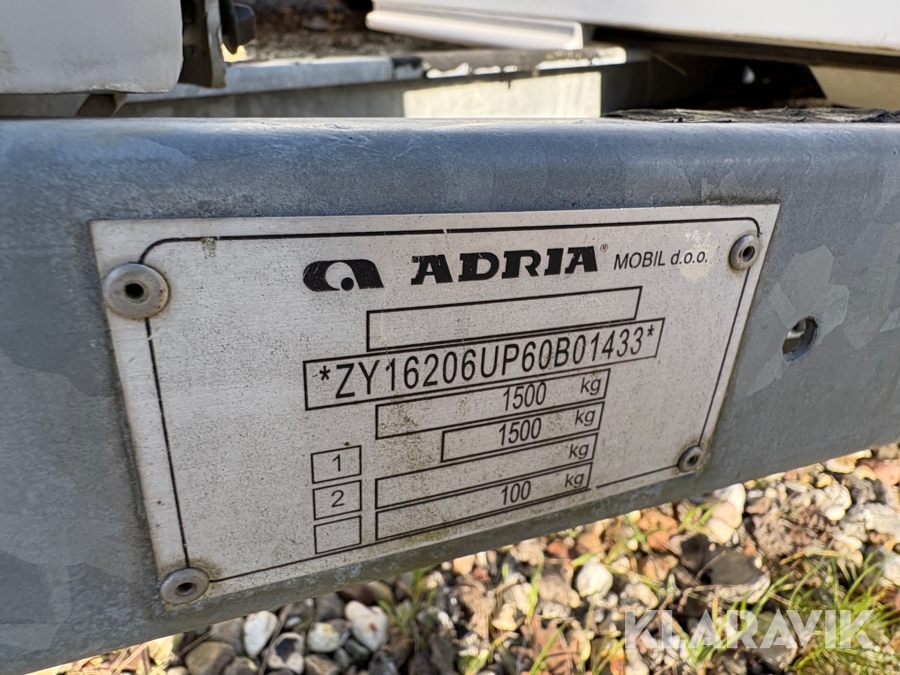 ADRIA® MOBIL d.o.o.
*ZY16206UP60B01433*
1500 kg
1500 kg
1 kg
2 100 kg
KLARAVIK